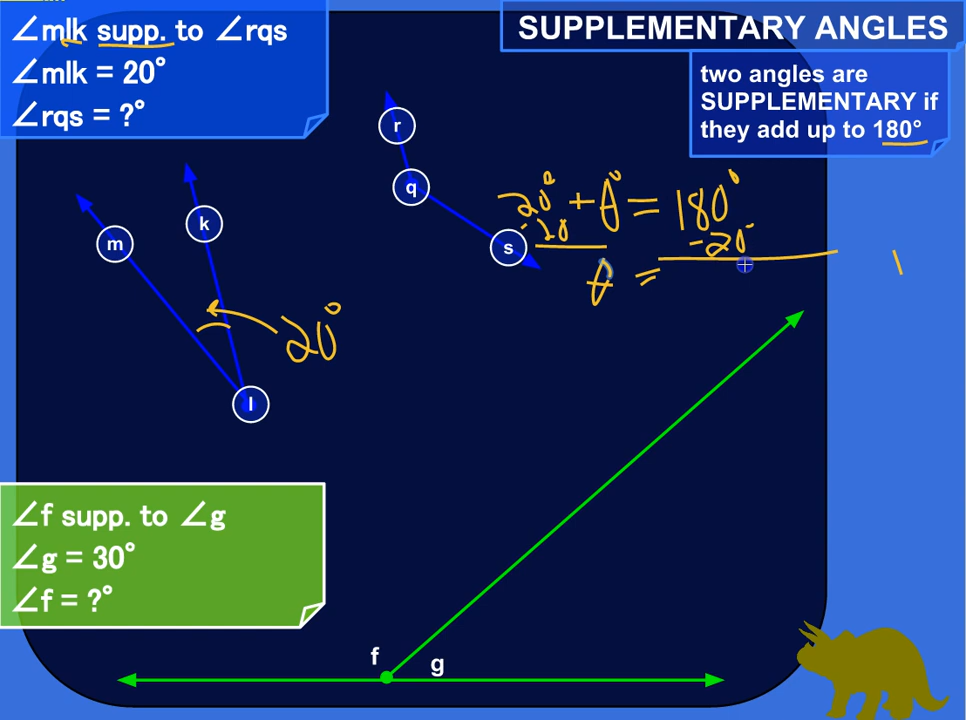 ∠mlk supp. to ∠rqs
∠mlk = 20°
∠rqs = ?°
SUPPLEMENTARY ANGLES
two angles are
SUPPLEMENTARY if
they add up to 180°
r
q
s
m
k
l
20°
20° + θ° = 180°
-20 -20°
θ =
∠f supp. to ∠g
∠g = 30°
∠f = ?°
f
g